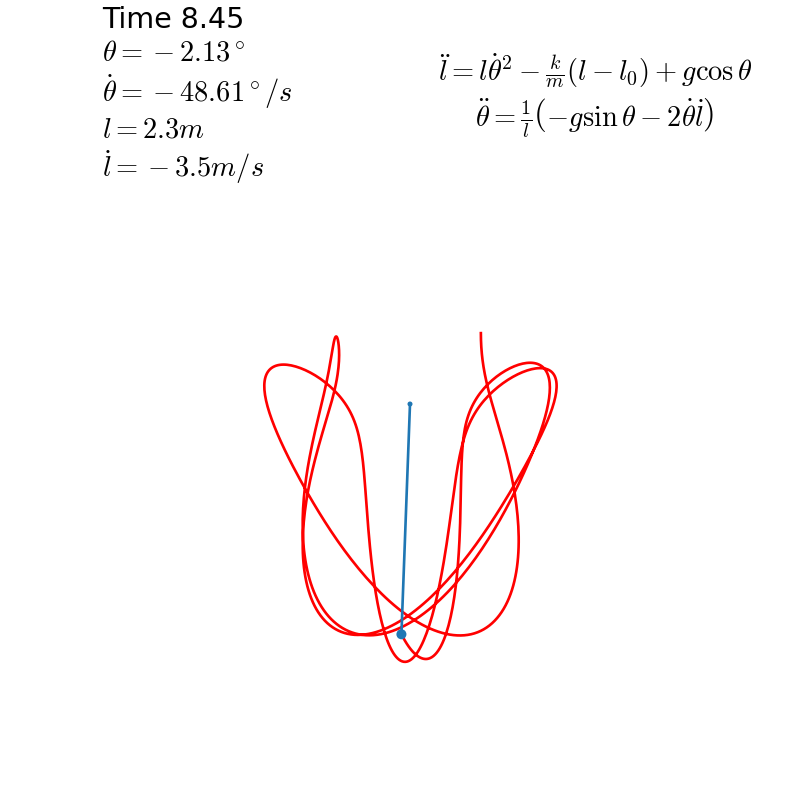 Time 8.45
θ = −2.13°
θ̇ = −48.61°/s
l = 2.3m
l̇ = −3.5m/s
l̈ = lθ̇² − k/m(l − l₀) + g cos θ
θ̈ = 1/l(−g sin θ − 2θ̇l̇)